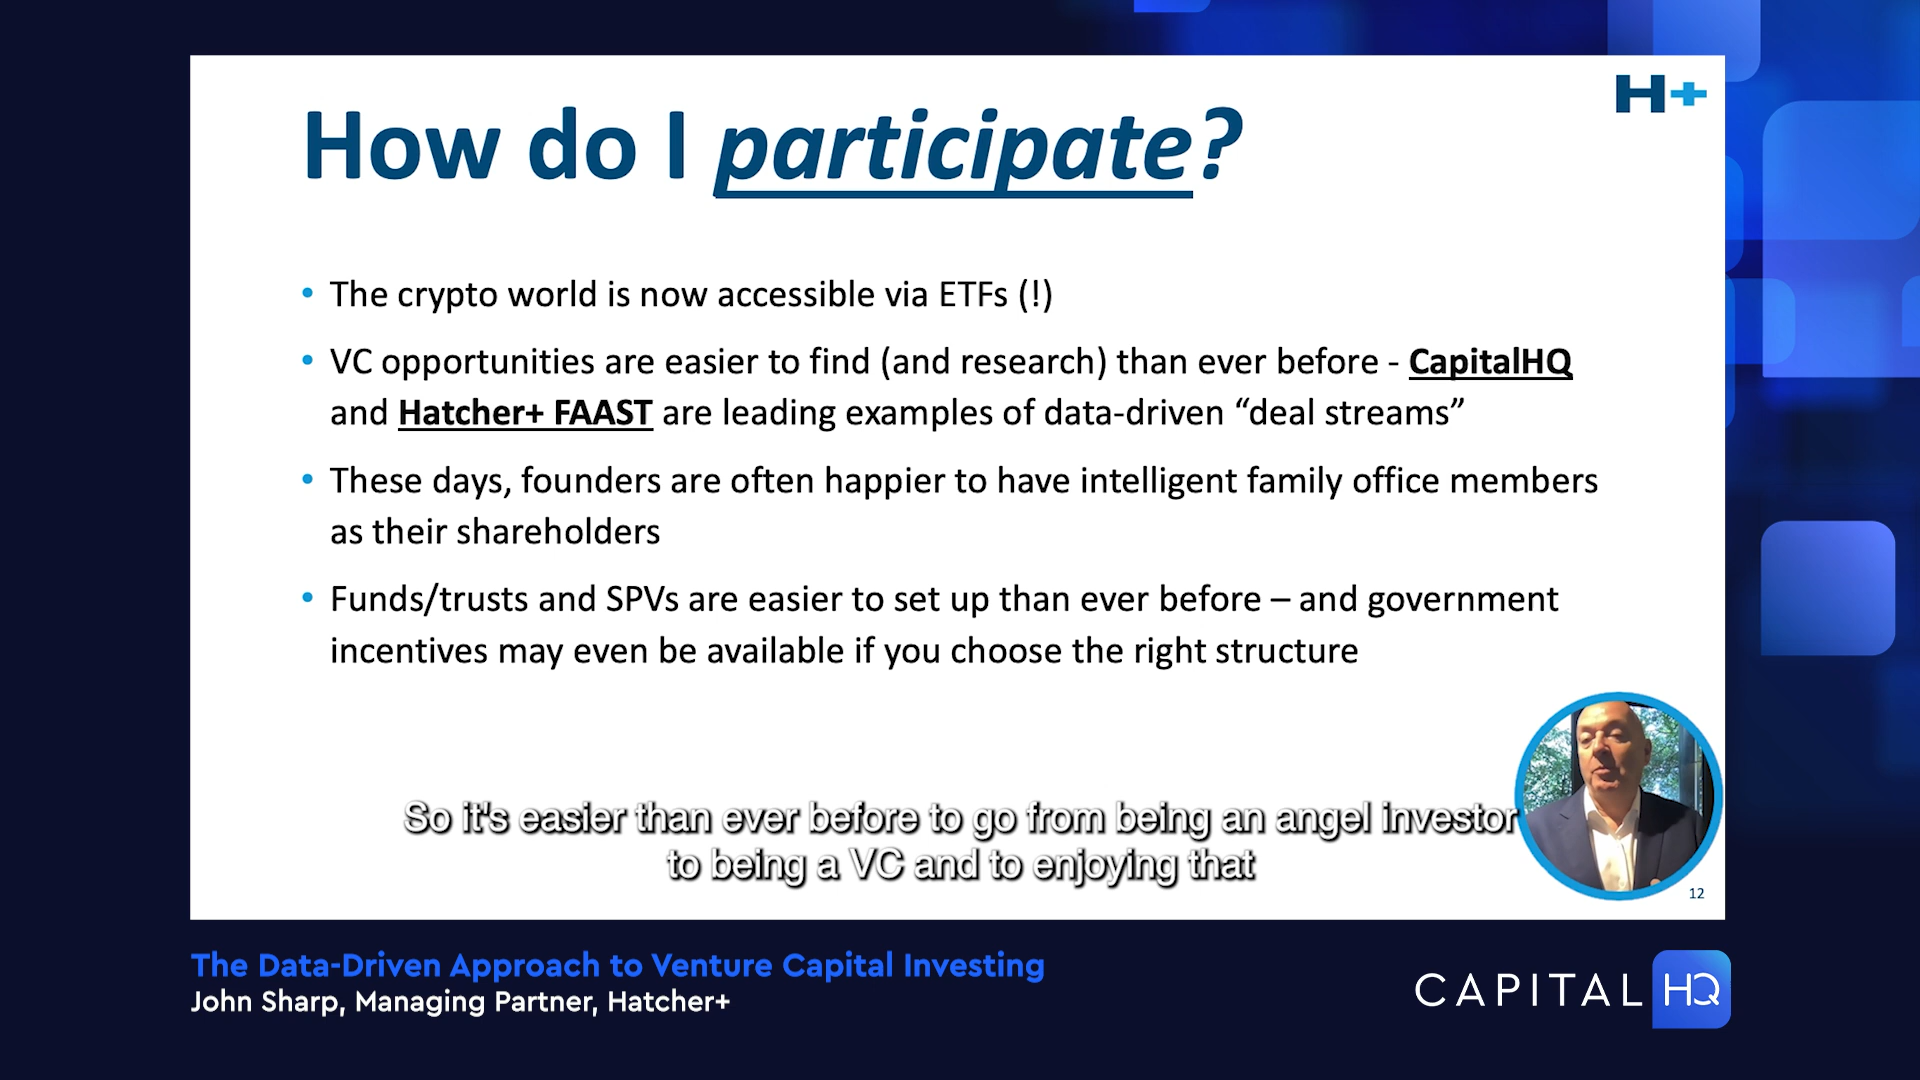 H+
How do I participate?
• The crypto world is now accessible via ETFs (!)
• VC opportunities are easier to find (and research) than ever before - CapitalHQ
and Hatcher+ FAAST are leading examples of data-driven “deal streams”
• These days, founders are often happier to have intelligent family office members
as their shareholders
• Funds/trusts and SPVs are easier to set up than ever before – and government
incentives may even be available if you choose the right structure
So it's easier than ever before to go from being an angel investor
to being a VC and to enjoying that
12
The Data-Driven Approach to Venture Capital Investing
John Sharp, Managing Partner, Hatcher+
CAPITAL HQ